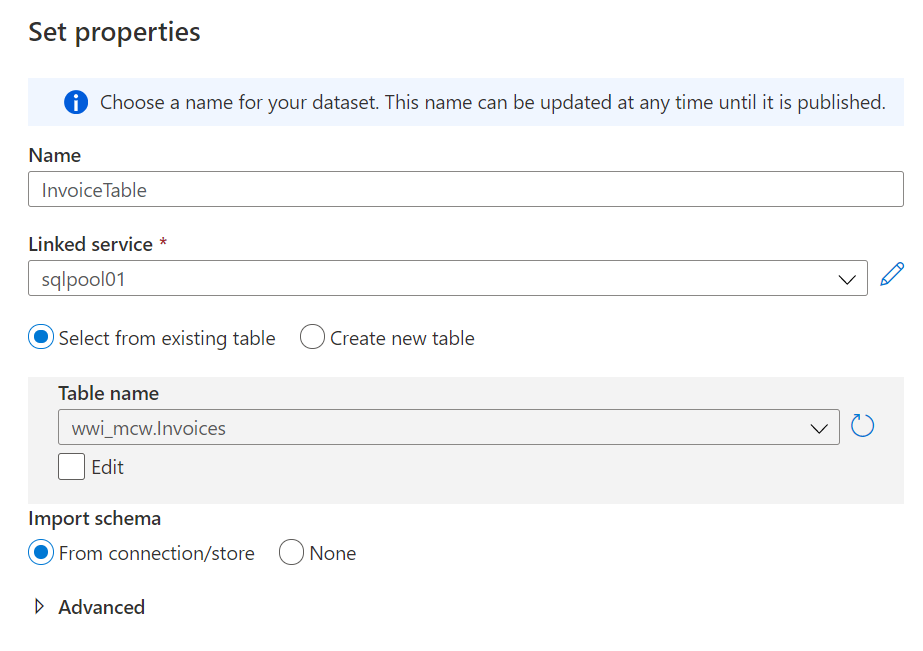 Set properties
Choose a name for your dataset. This name can be updated at any time until it is published.
Name
InvoiceTable
Linked service *
sqlpool01
Select from existing table Create new table
Table name
wwi_mcw.Invoices
Edit
Import schema
From connection/store None
Advanced